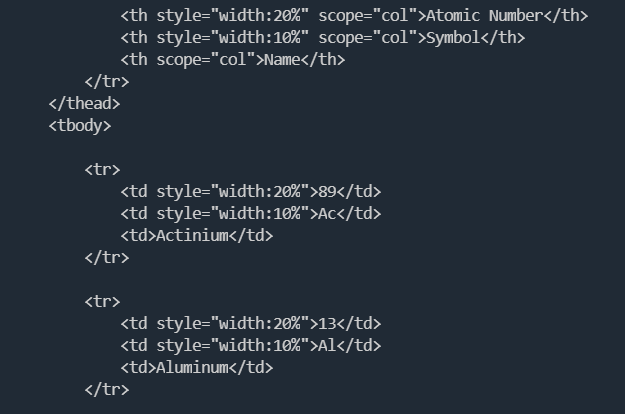 <th style="width:20%" scope="col">Atomic Number</th>
<th style="width:10%" scope="col">Symbol</th>
<th scope="col">Name</th>
</tr>
</thead>
<tbody>
<tr>
<td style="width:20%">89</td>
<td style="width:10%">Ac</td>
<td>Actinium</td>
</tr>
<tr>
<td style="width:20%">13</td>
<td style="width:10%">Al</td>
<td>Aluminum</td>
</tr>